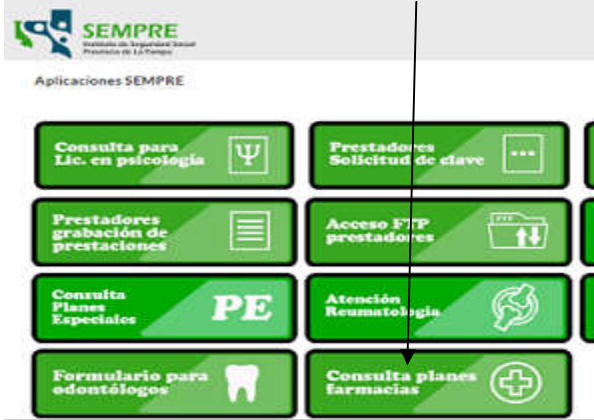 SEMPRE
Instituto de Seguridad Social
Provincia de La Pampa
Aplicaciones SEMPRE
Consulta para
Lic. en psicología
Ψ
Prestadores
Solicitud de clave
Prestadores
grabación de
prestaciones
Acceso FTP
prestadores
Consulta
Planes
Especiales
PE
Atención
Reumatologia
Formulario para
odontólogos
Consulta planes
farmacias